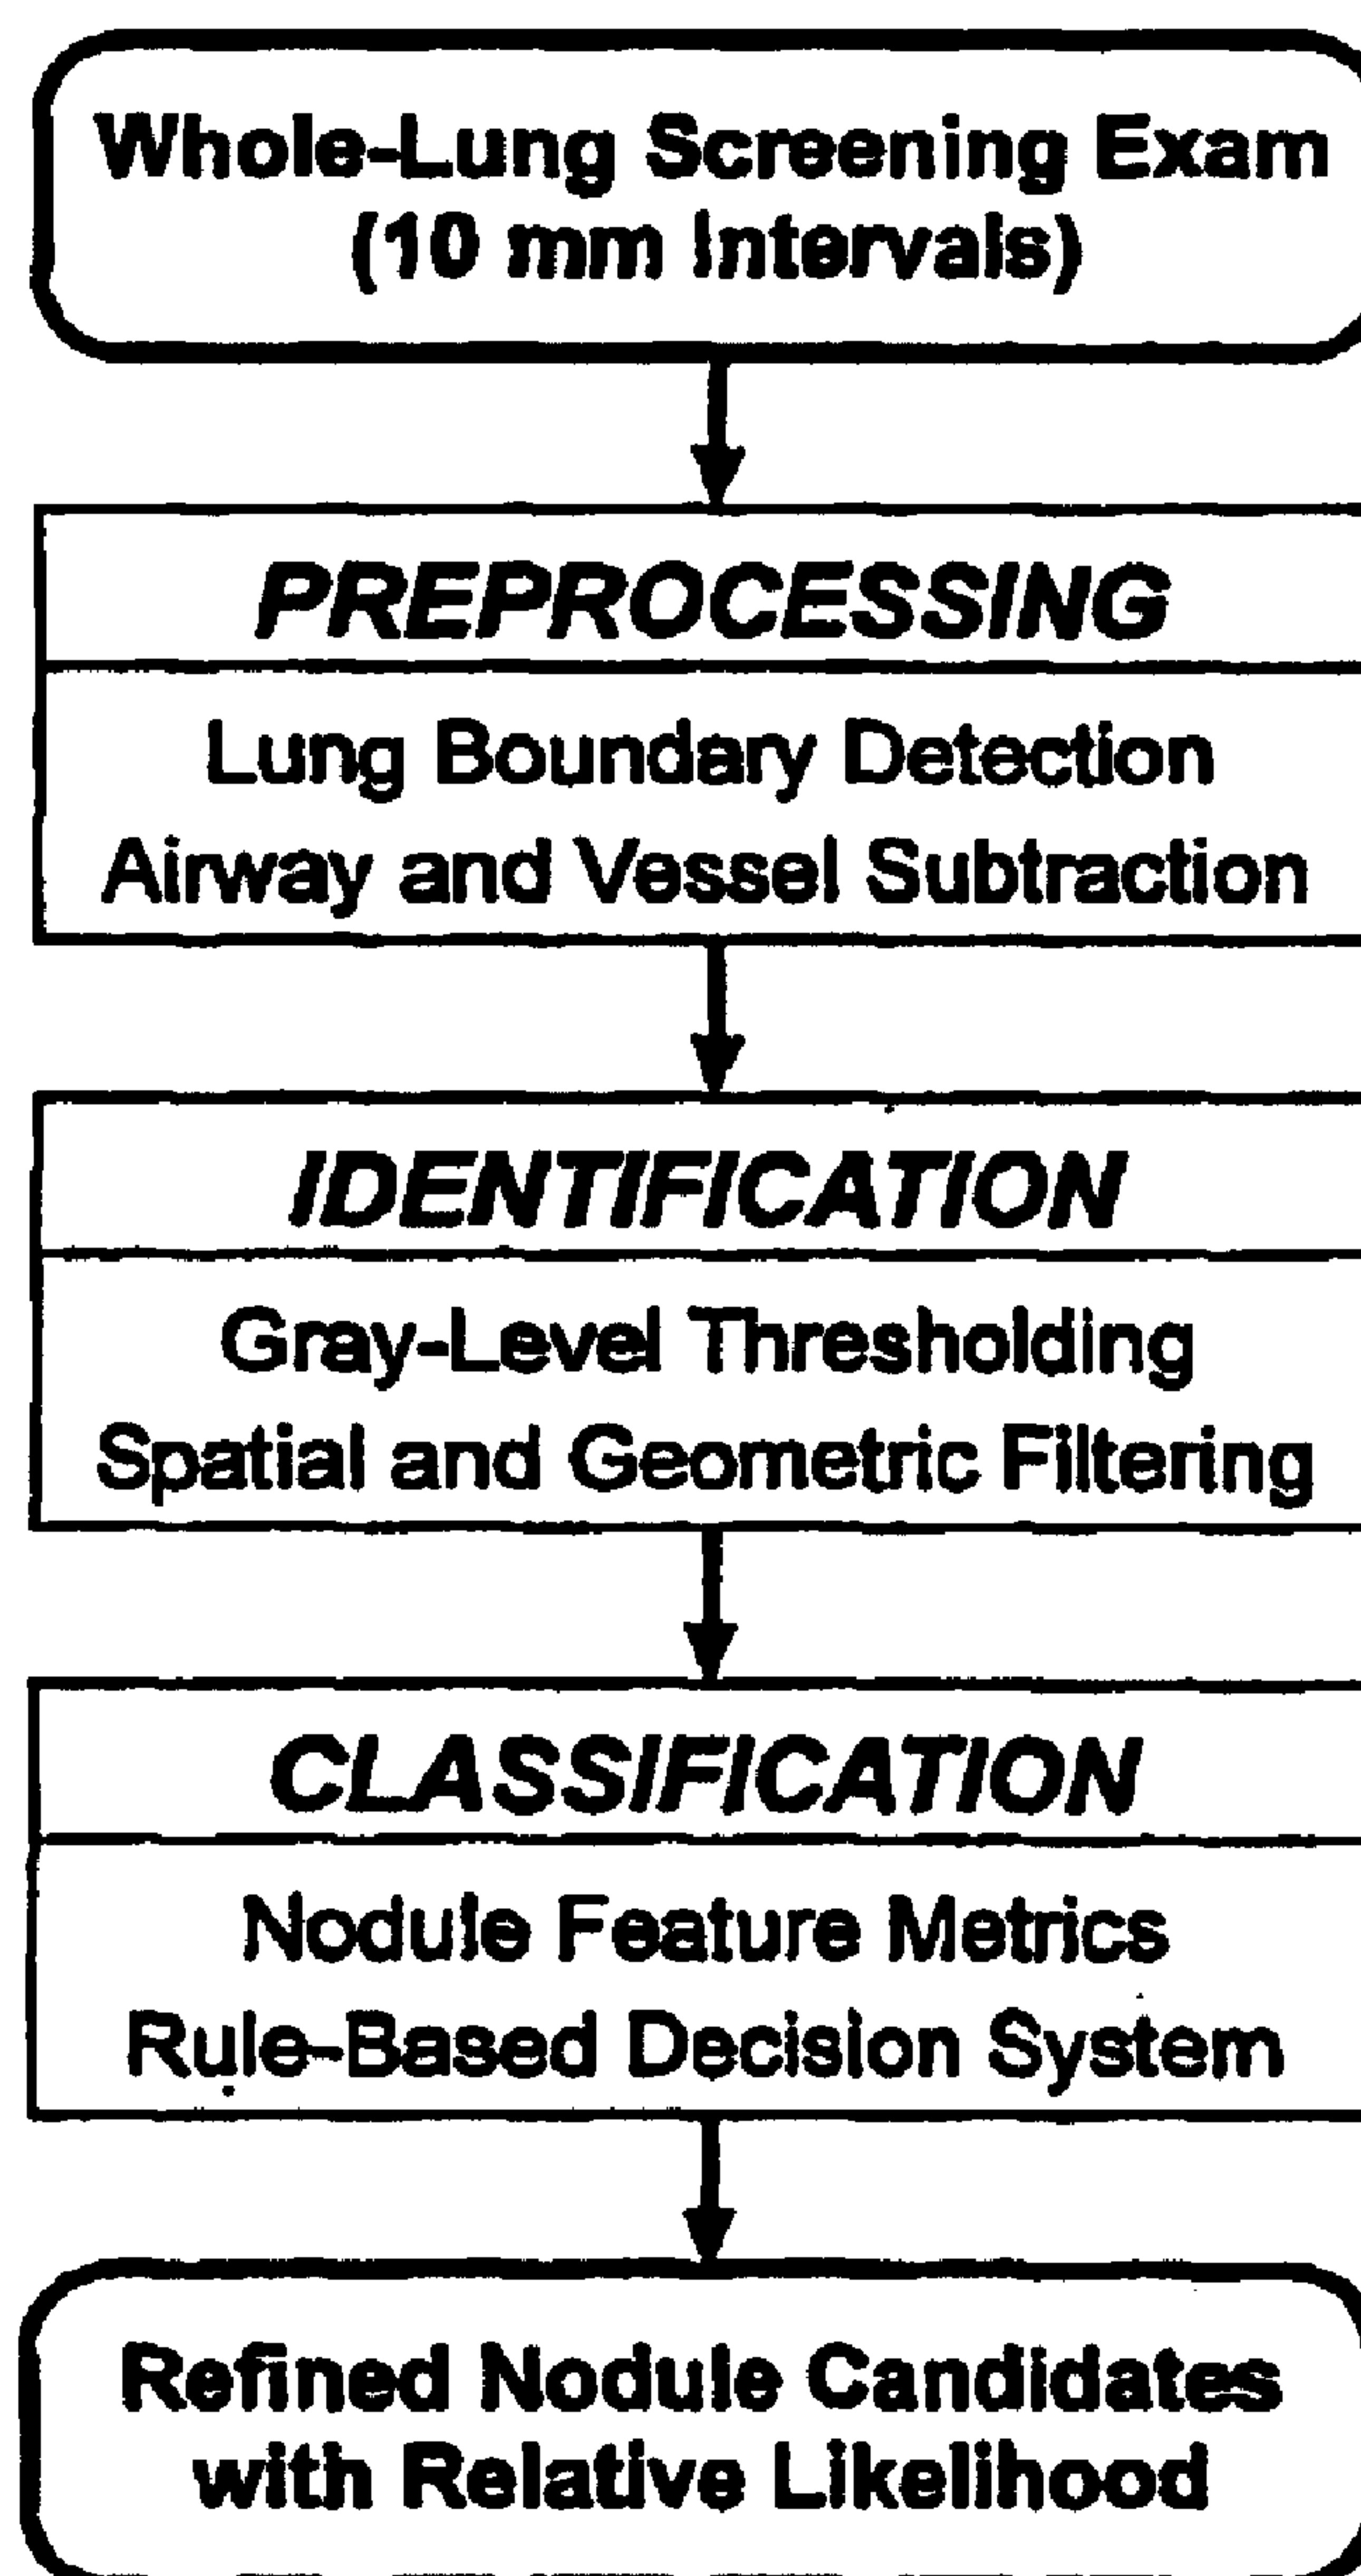 Whole-Lung Screening Exam
(10 mm Intervals)
PREPROCESSING
Lung Boundary Detection
Airway and Vessel Subtraction
IDENTIFICATION
Gray-Level Thresholding
Spatial and Geometric Filtering
CLASSIFICATION
Nodule Feature Metrics
Rule-Based Decision System
Refined Nodule Candidates
with Relative Likelihood